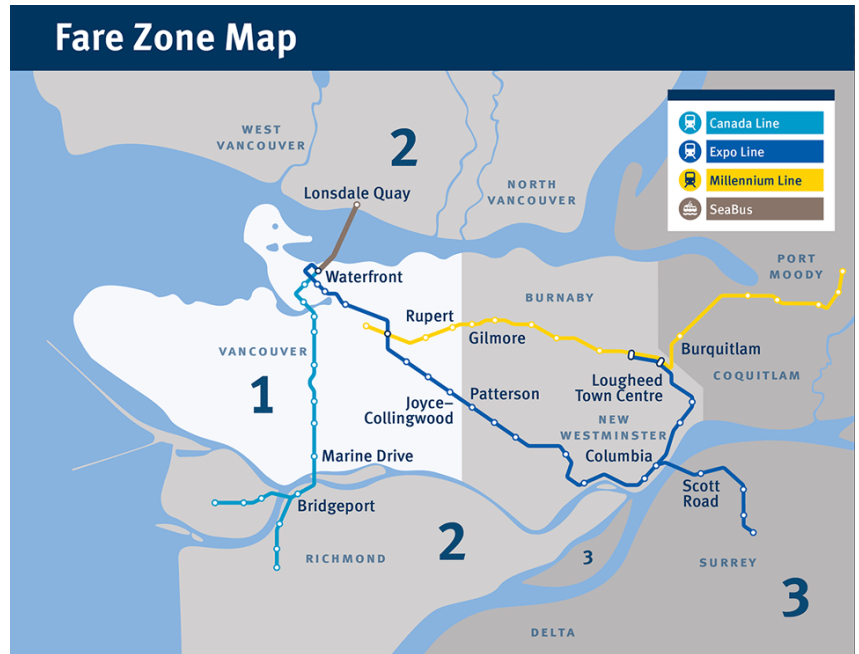 Fare Zone Map
Canada Line
Expo Line
Millennium Line
SeaBus
WEST
VANCOUVER
2
NORTH
VANCOUVER
Lonsdale Quay
PORT
MOODY
Waterfront
BURNABY
Rupert
Gilmore
VANCOUVER
1
Burquitlam
COQUITLAM
Lougheed
Town Centre
Patterson
Joyce–
Collingwood
NEW
WESTMINSTER
Marine Drive
Columbia
Scott
Road
Bridgeport
2
RICHMOND
3
SURREY
3
DELTA